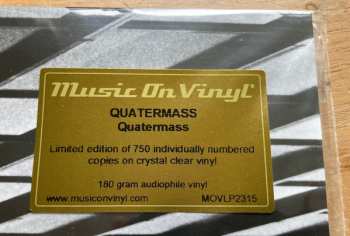 Music On Vinyl
QUATERMASS
Quatermass
Limited edition of 750 individually numbered
copies on crystal clear vinyl
180 gram audiophile vinyl
www.musiconvinyl.com MOVLP2315